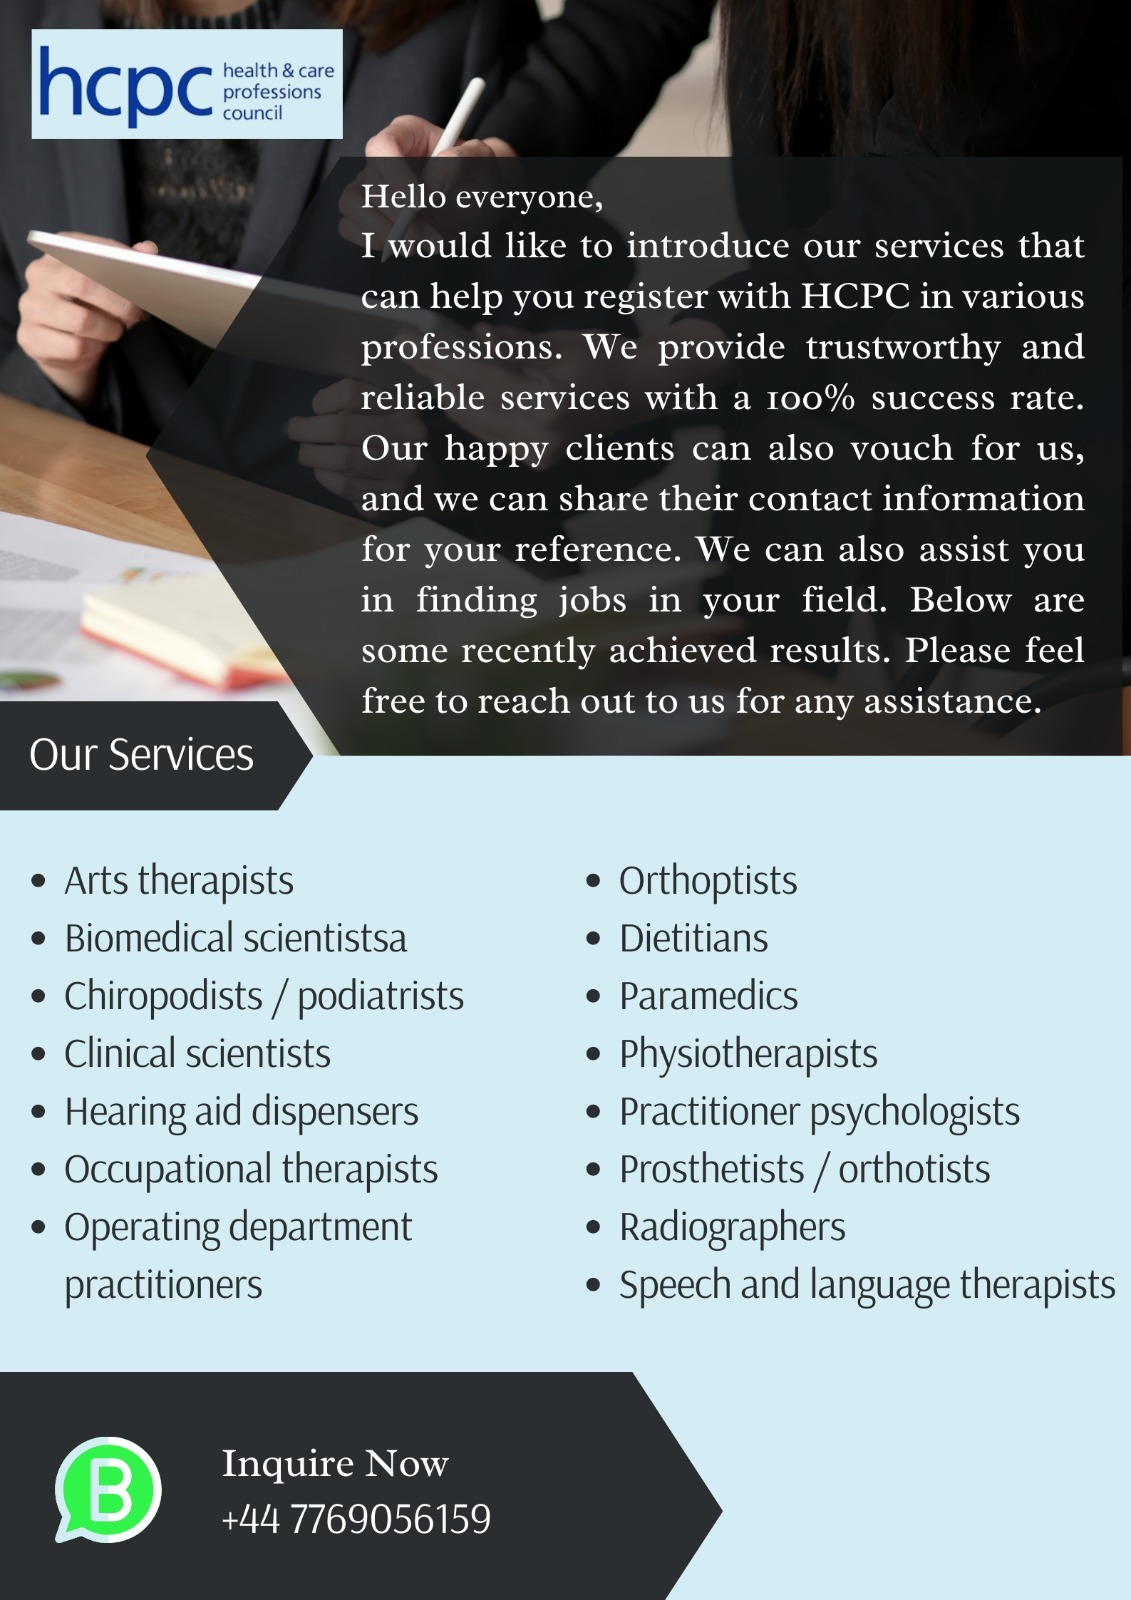 hcpc
health & care
professions
council
Hello everyone,
I would like to introduce our services that
can help you register with HCPC in various
professions. We provide trustworthy and
reliable services with a 100% success rate.
Our happy clients can also vouch for us,
and we can share their contact information
for your reference. We can also assist you
in finding jobs in your field. Below are
some recently achieved results. Please feel
free to reach out to us for any assistance.
Our Services
• Arts therapists
• Biomedical scientistsa
• Chiropodists / podiatrists
• Clinical scientists
• Hearing aid dispensers
• Occupational therapists
• Operating department
practitioners
• Orthoptists
• Dietitians
• Paramedics
• Physiotherapists
• Practitioner psychologists
• Prosthetists / orthotists
• Radiographers
• Speech and language therapists
B
Inquire Now
+44 7769056159